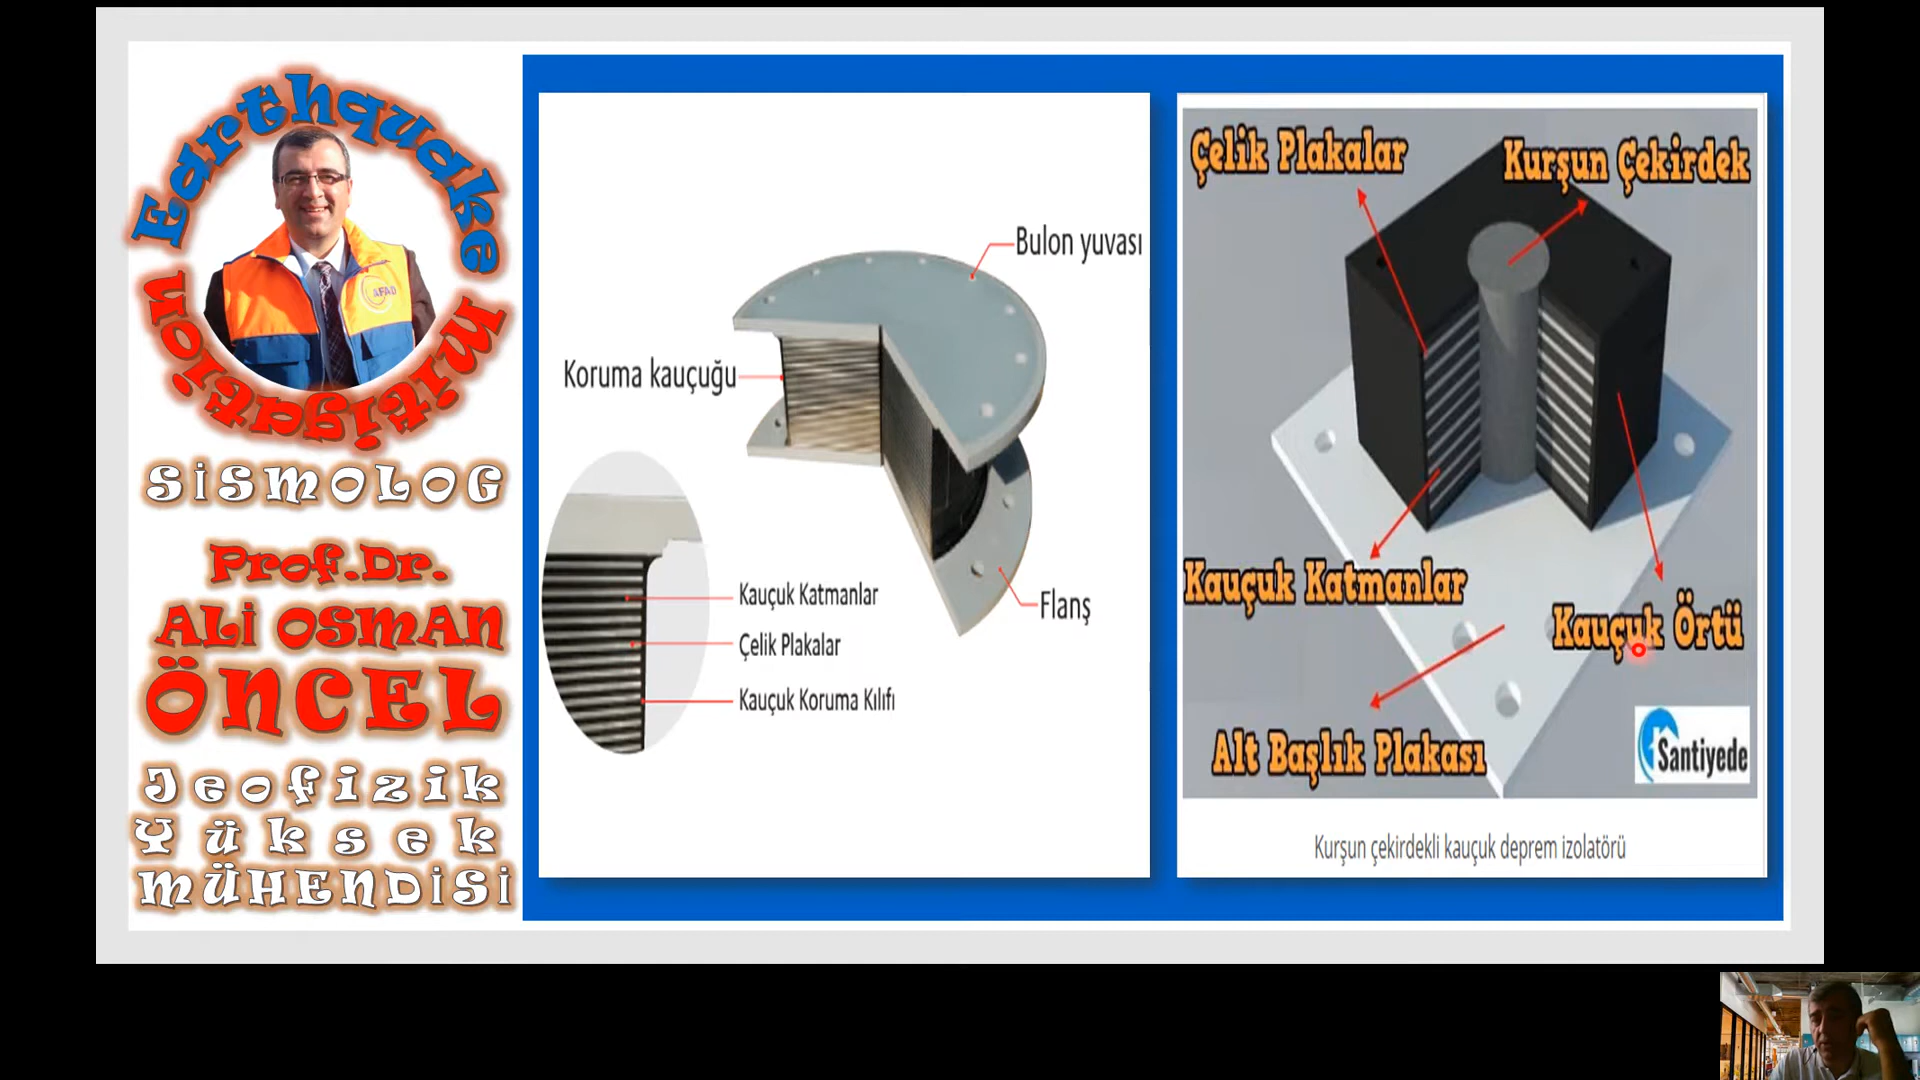 Earthquake
Mitigation
AFAD
SİSMOLOG
Prof.Dr.
ALİ OSMAN
ÖNCEL
Jeofizik
Yüksek
MÜHENDİSİ
Bulon yuvası
Koruma kauçuğu
Flanş
Kauçuk Katmanlar
Çelik Plakalar
Kauçuk Koruma Kılıfı
Çelik Plakalar
Kurşun Çekirdek
Kauçuk Katmanlar
Kauçuk Örtü
Alt Başlık Plakası
Santiyede
Kurşun çekirdekli kauçuk deprem izolatörü